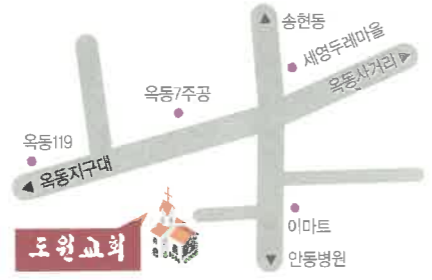 ▲
송현동
세영두레마을
옥동사거리 ▶
옥동7주공
옥동119
◀ 옥동지구대
이마트
도원교회
▼ 안동병원